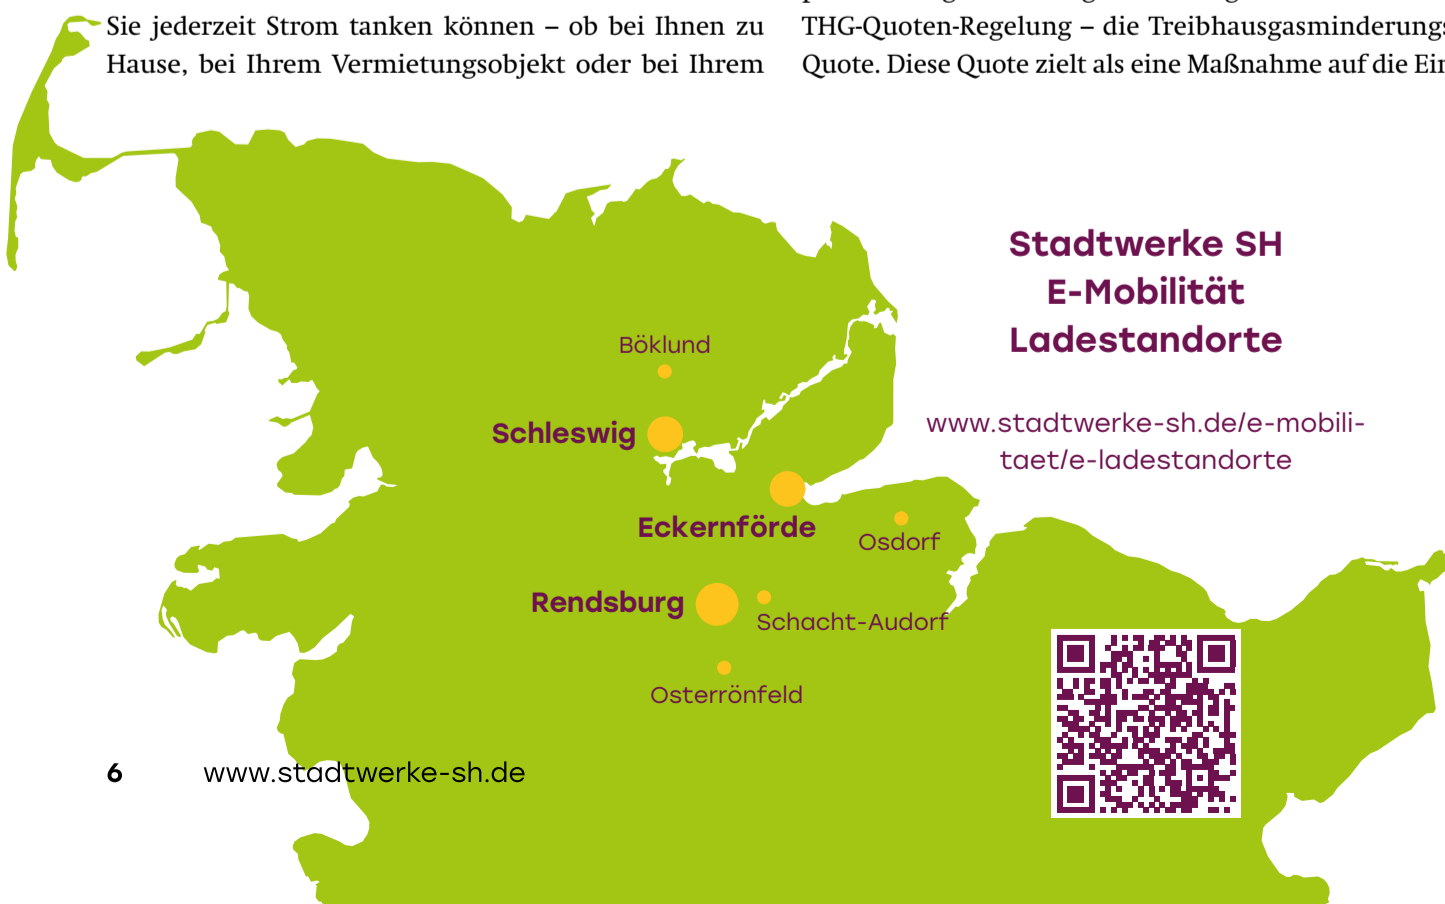 Sie jederzeit Strom tanken können – ob bei Ihnen zu
Hause, bei Ihrem Vermietungsobjekt oder bei Ihrem
THG-Quoten-Regelung – die Treibhausgasminderungs
Quote. Diese Quote zielt als eine Maßnahme auf die Ein
Stadtwerke SH
E-Mobilität
Ladestandorte
www.stadtwerke-sh.de/e-mobili-
taet/e-ladestandorte
Böklund
Schleswig
Eckernförde
Osdorf
Rendsburg
Schacht-Audorf
Osterrönfeld
6 www.stadtwerke-sh.de